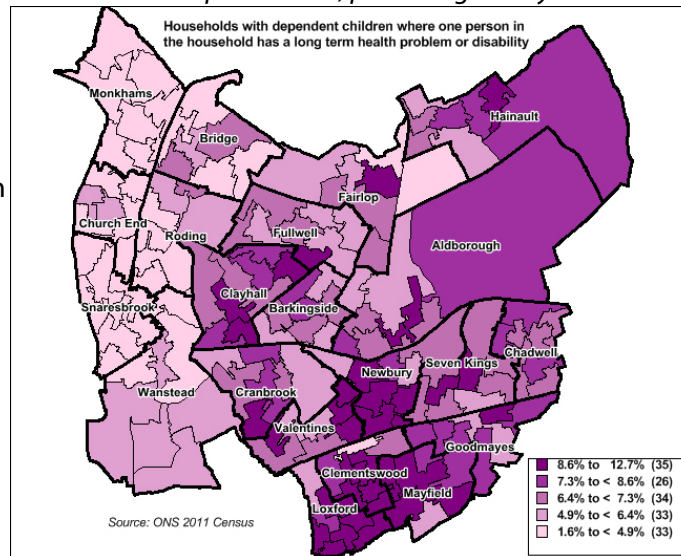 Households with dependent children where one person in
the household has a long term health problem or disability
Monkhams
Hainault
Bridge
Fairlop
Church End
Roding
Fullwell
Aldborough
Clayhall
Snaresbrook
Barkingside
Newbury
Seven Kings
Chadwell
Wanstead
Cranbrook
Valentines
Goodmayes
Clementswood
Mayfield
Loxford
8.6% to 12.7% (35)
7.3% to < 8.6% (26)
6.4% to < 7.3% (34)
4.9% to < 6.4% (33)
1.6% to < 4.9% (33)
Source: ONS 2011 Census